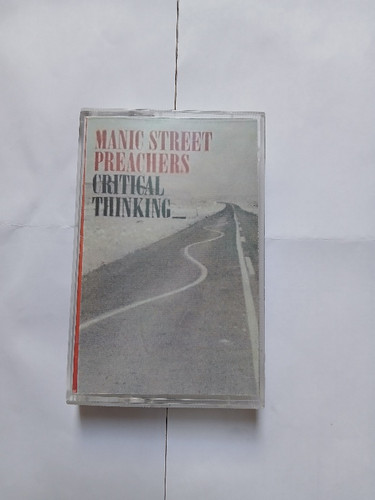 MANIC STREET
PREACHERS
CRITICAL
THINKING_